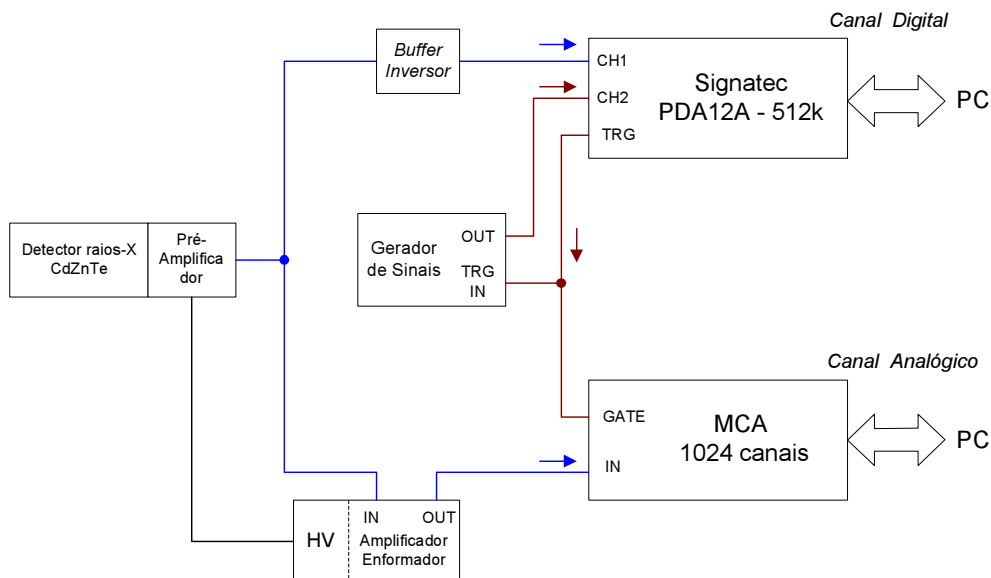 Canal Digital
Buffer
Inversor
CH1
CH2
TRG
Signatec
PDA12A - 512k
PC
Detector raios-X
CdZnTe
Pré-
Amplifica
dor
Gerador
de Sinais
OUT
TRG
IN
Canal Analógico
GATE
IN
MCA
1024 canais
PC
HV
IN
OUT
Amplificador
Enformador